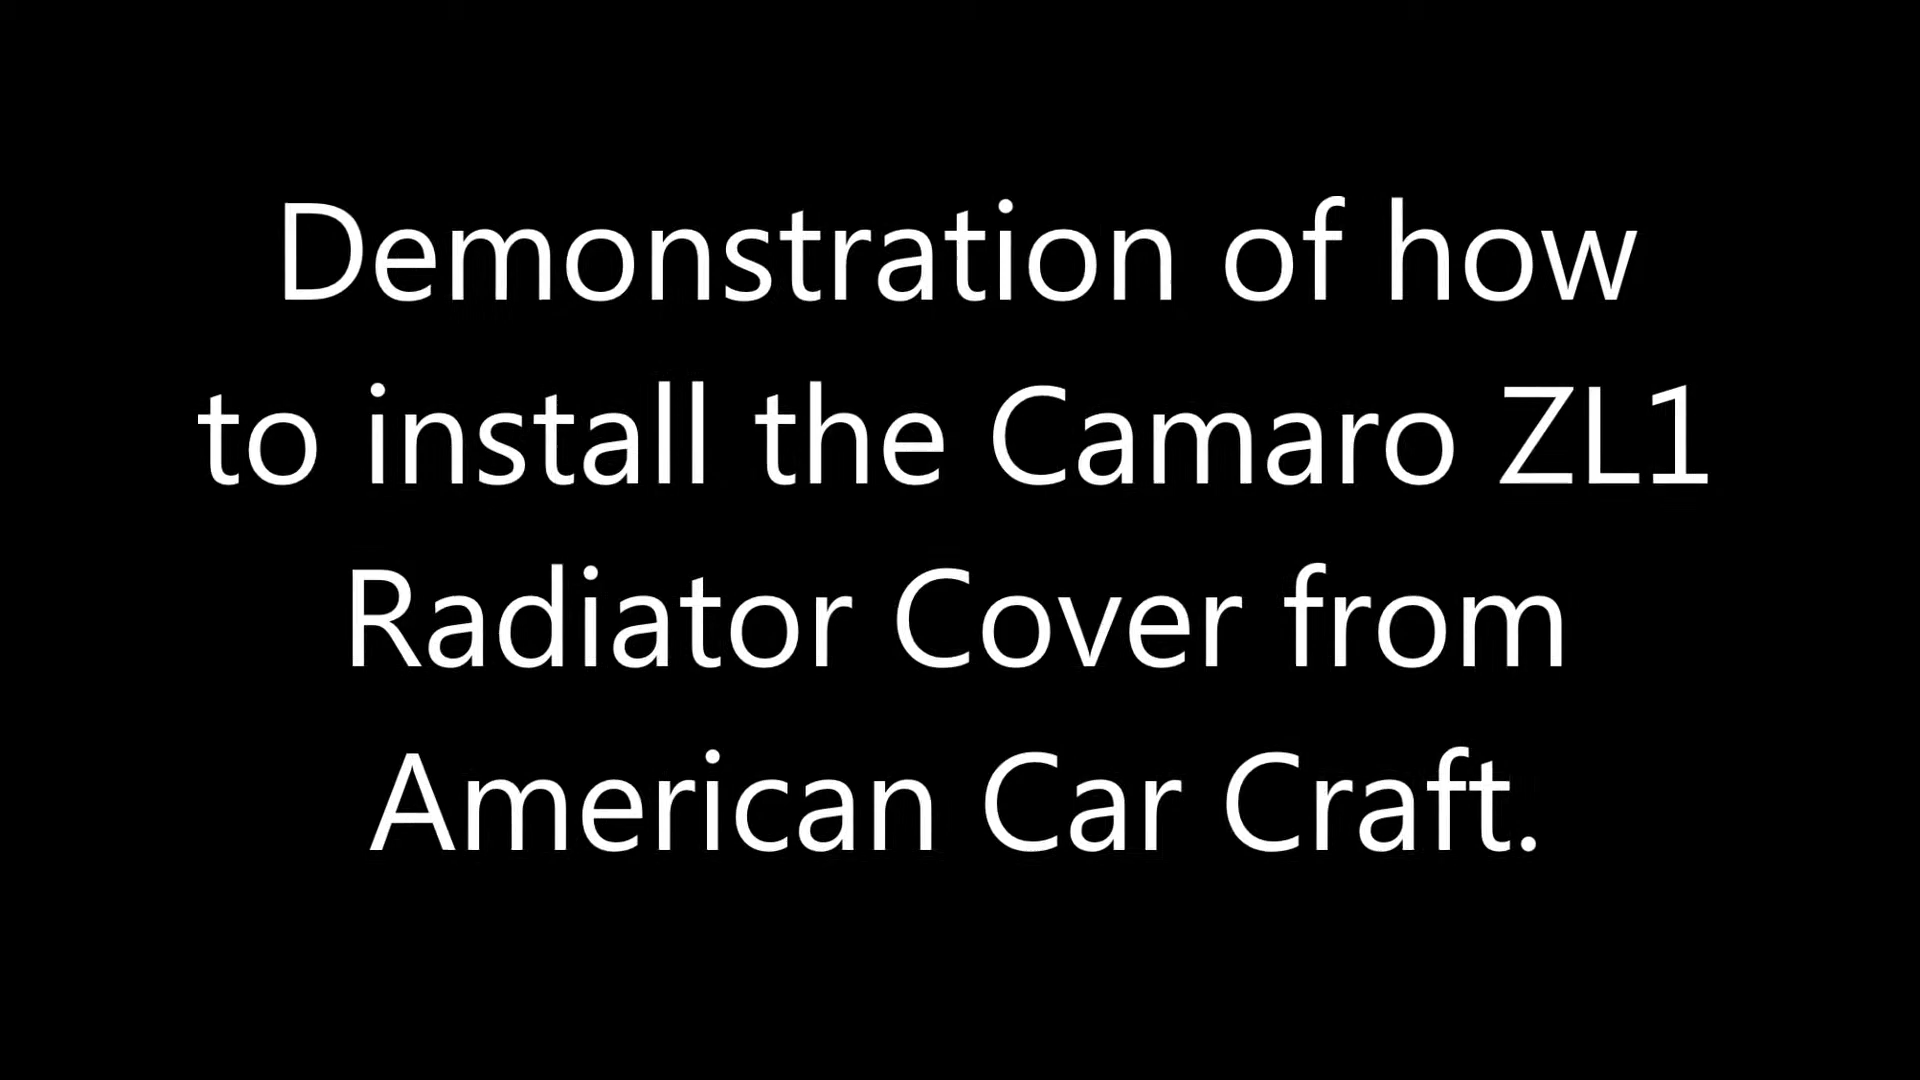 Demonstration of how
to install the Camaro ZL1
Radiator Cover from
American Car Craft.